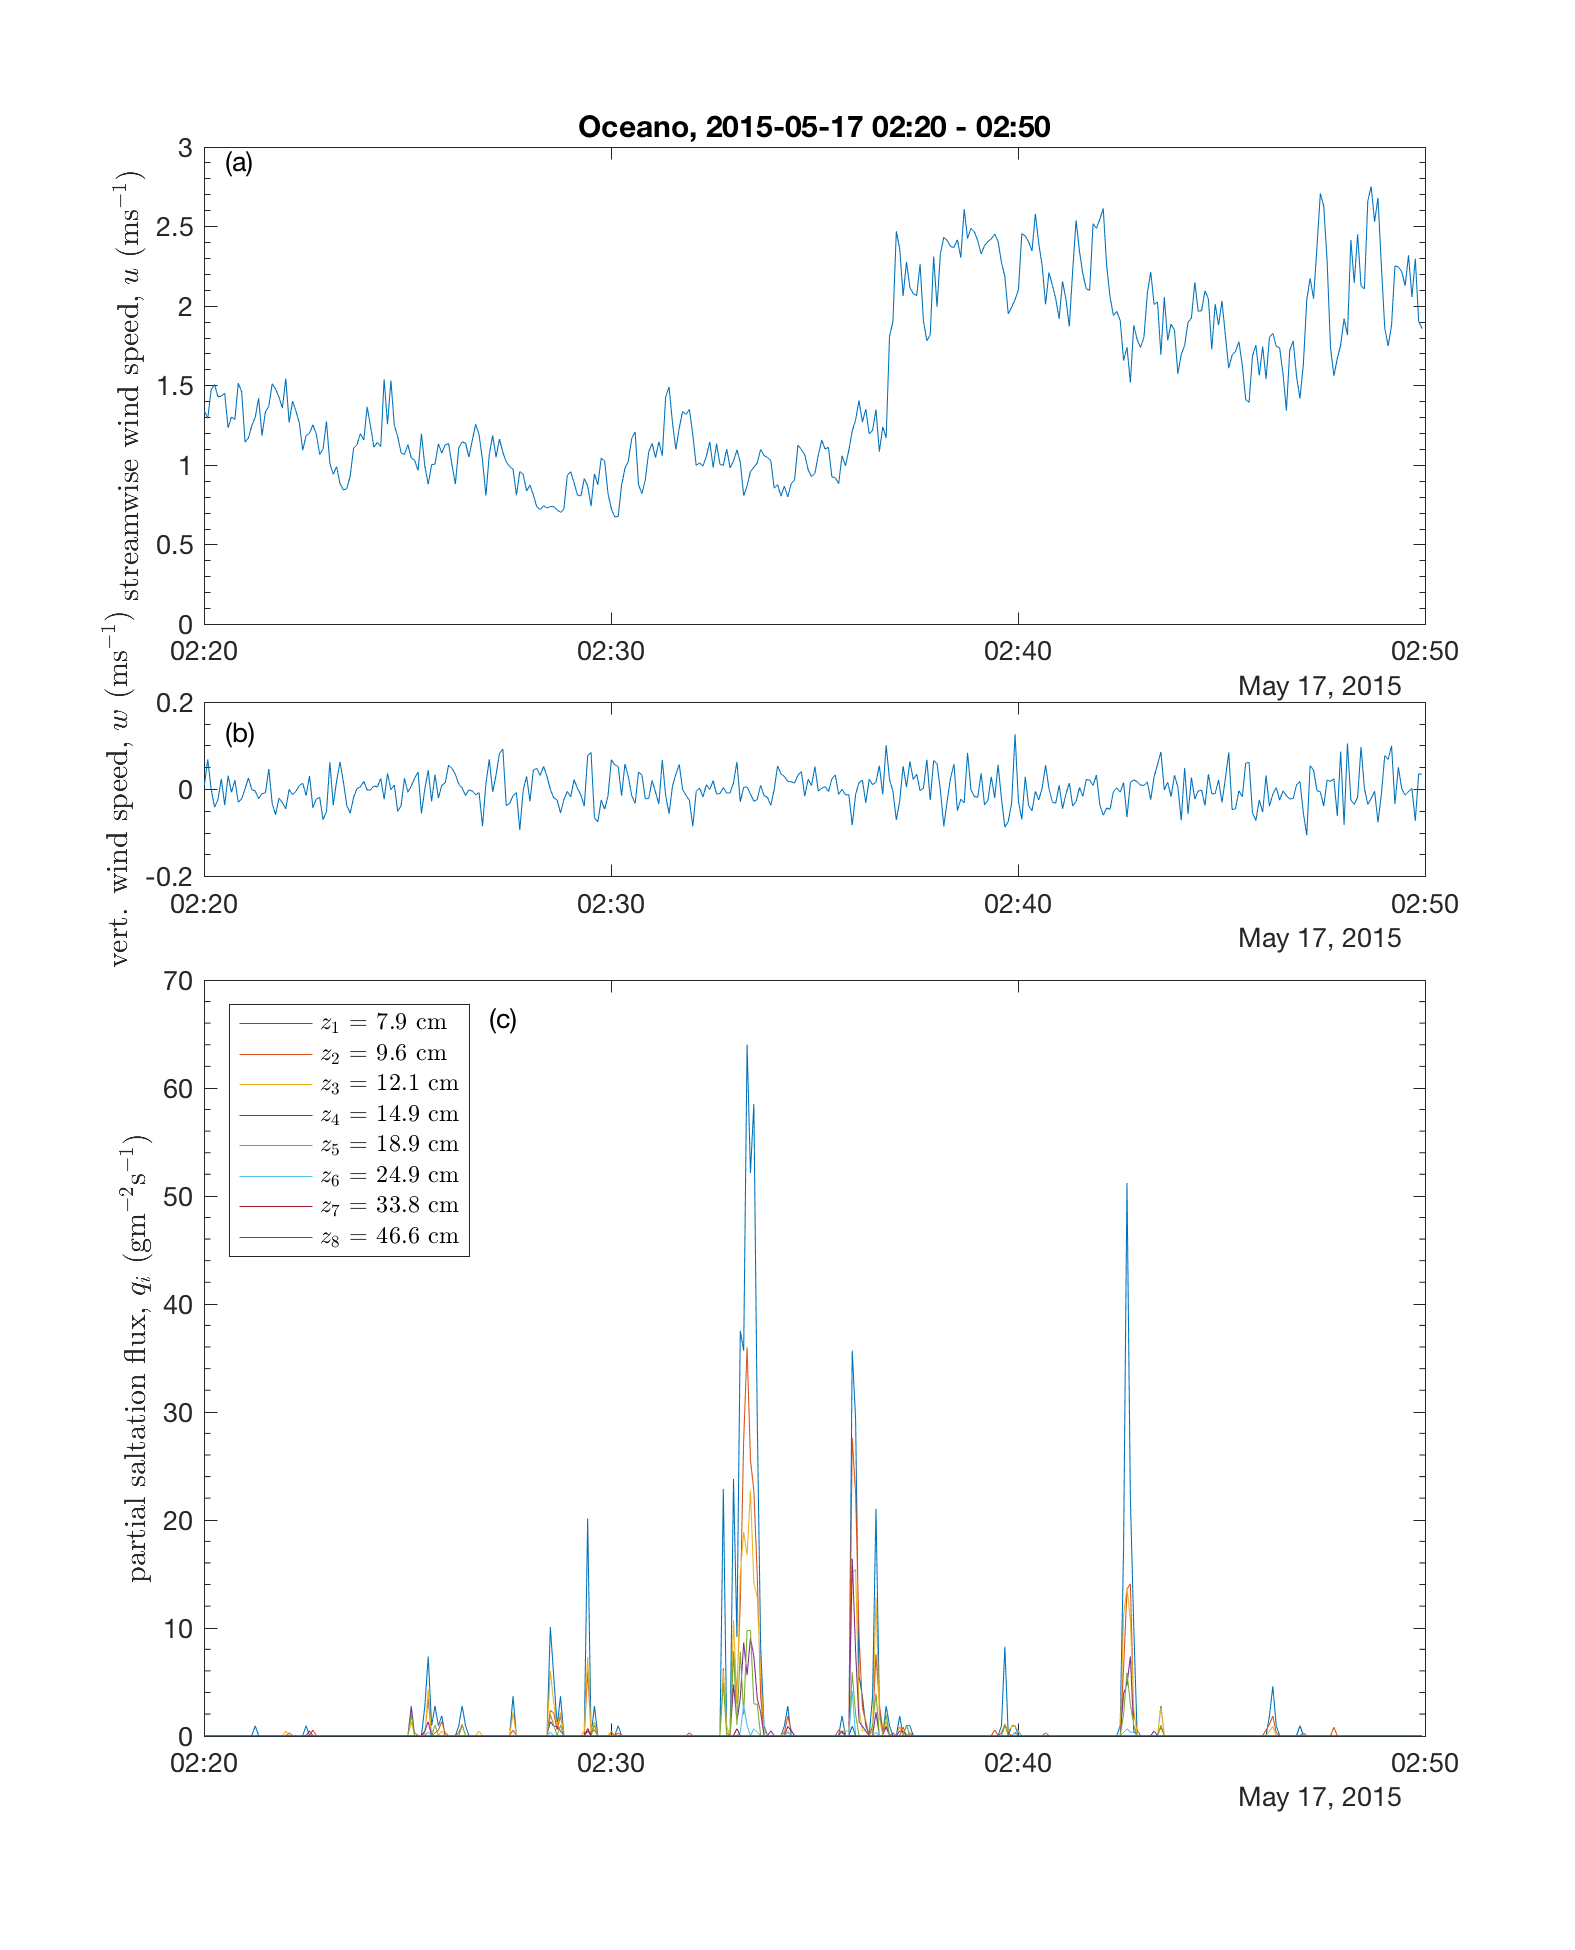 Oceano, 2015-05-17 02:20 - 02:50
(a)
streamwise wind speed, u (ms⁻¹)
3
2.5
2
1.5
1
0.5
0
02:20 02:30 02:40 02:50
May 17, 2015
(b)
vert. wind speed, w (ms⁻¹)
0.2
0
-0.2
02:20 02:30 02:40 02:50
May 17, 2015
(c)
partial saltation flux, qᵢ (gm⁻²s⁻¹)
70
60
50
40
30
20
10
0
z₁ = 7.9 cm
z₂ = 9.6 cm
z₃ = 12.1 cm
z₄ = 14.9 cm
z₅ = 18.9 cm
z₆ = 24.9 cm
z₇ = 33.8 cm
z₈ = 46.6 cm
02:20 02:30 02:40 02:50
May 17, 2015